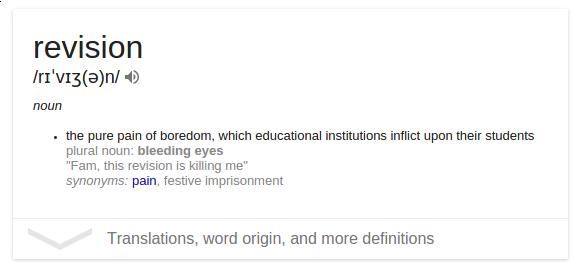 revision
/rɪˈvɪʒ(ə)n/
noun
• the pure pain of boredom, which educational institutions inflict upon their students
plural noun: bleeding eyes
"Fam, this revision is killing me"
synonyms: pain, festive imprisonment
Translations, word origin, and more definitions